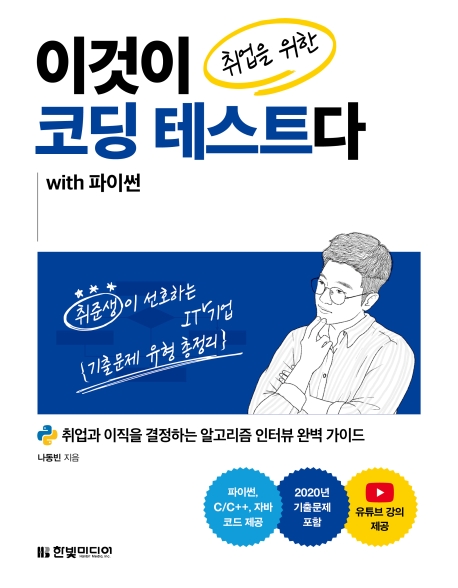 이것이
취업을 위한
코딩 테스트다
with 파이썬
취준생이 선호하는
IT기업
{기출문제 유형 총정리}
취업과 이직을 결정하는 알고리즘 인터뷰 완벽 가이드
나동빈 지음
파이썬,
C/C++, 자바
코드 제공
2020년
기출문제
포함
유튜브 강의
제공
한빛미디어
Hanbit Media, Inc.